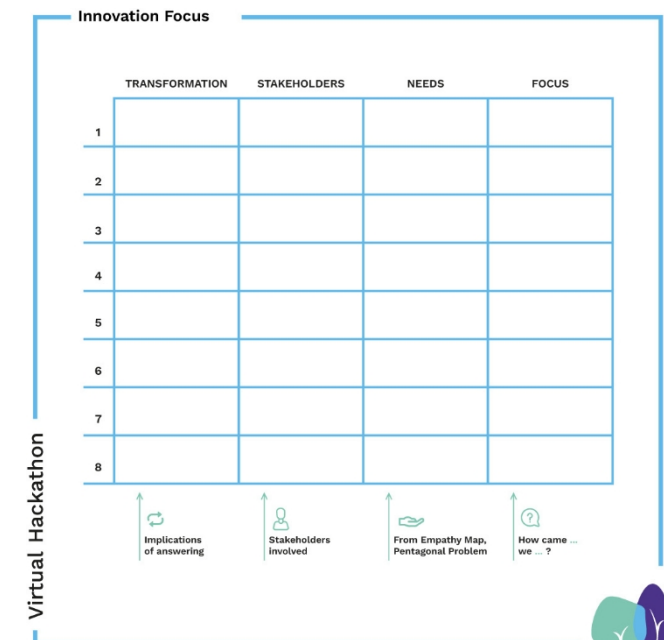 Innovation Focus
TRANSFORMATION STAKEHOLDERS NEEDS FOCUS
1
2
3
4
5
6
7
8
Implications
of answering
Stakeholders
involved
From Empathy Map,
Pentagonal Problem
How came ...
we ... ?
Virtual Hackathon